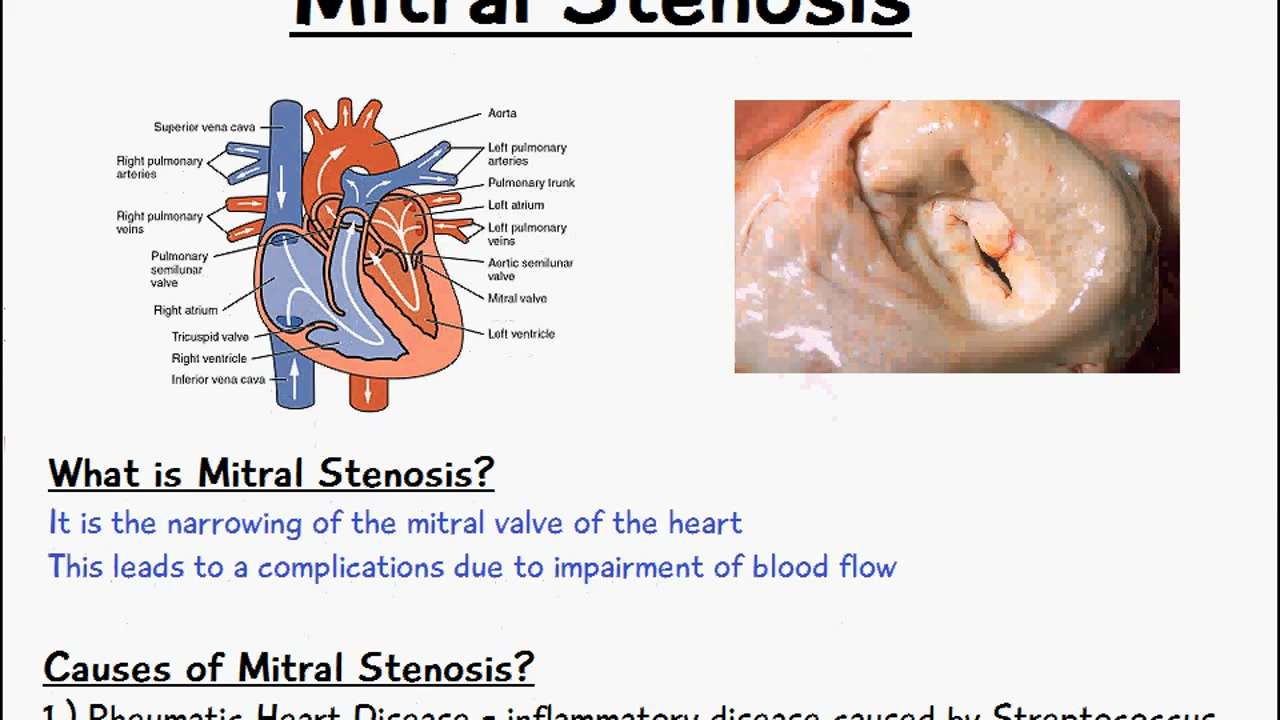 Mitral Stenosis
Superior vena cava
Right pulmonary
arteries
Right pulmonary
veins
Pulmonary
semilunar
valve
Right atrium
Tricuspid valve
Right ventricle
Inferior vena cava
Aorta
Left pulmonary
arteries
Pulmonary trunk
Left atrium
Left pulmonary
veins
Aortic semilunar
valve
Mitral valve
Left ventricle
What is Mitral Stenosis?
It is the narrowing of the mitral valve of the heart
This leads to a complications due to impairment of blood flow
Causes of Mitral Stenosis?
1.) Rheumatic Heart Disease - inflammatory disease caused by Streptococcus